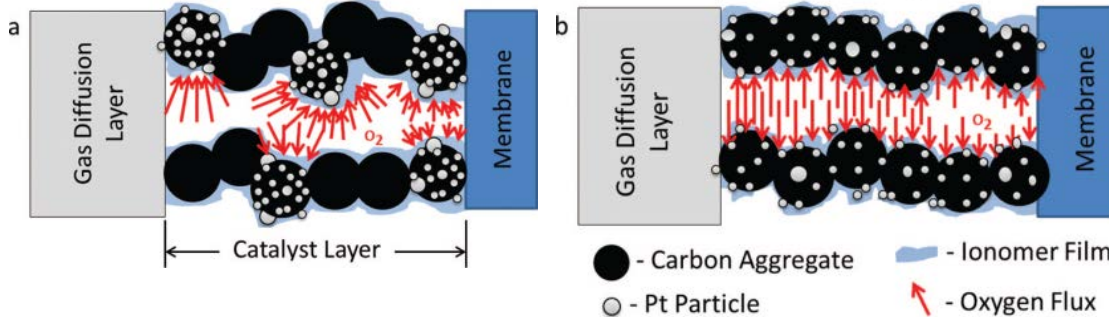 a
Gas Diffusion
Layer
O₂
Membrane
Catalyst Layer
b
Gas Diffusion
Layer
O₂
Membrane
- Carbon Aggregate
- Ionomer Film
- Pt Particle
- Oxygen Flux